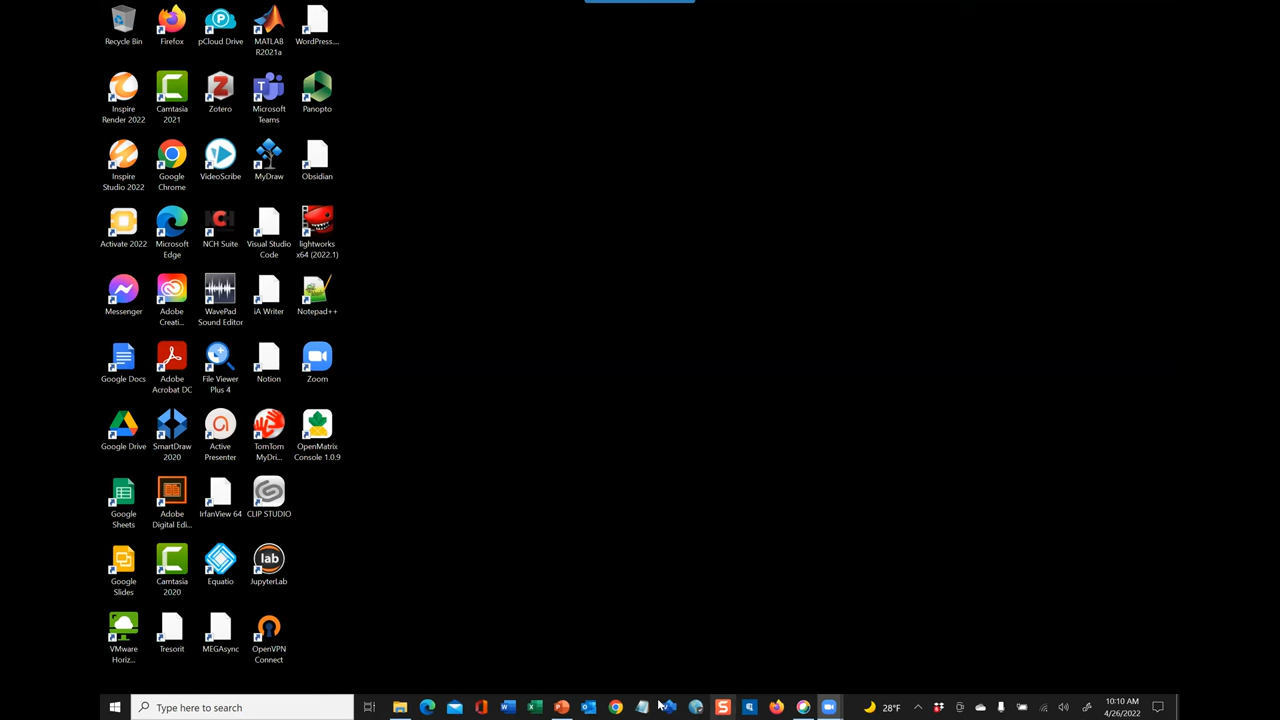 Recycle Bin
Firefox
pCloud Drive
MATLAB
R2021a
WordPress....
Inspire
Render 2022
Camtasia
2021
Zotero
Microsoft
Teams
Panopto
Inspire
Studio 2022
Google
Chrome
VideoScribe
MyDraw
Obsidian
Activate 2022
Microsoft
Edge
NCH
NCH Suite
Visual Studio
Code
lightworks
x64 (2022.1)
Messenger
Adobe
Creati...
WavePad
Sound Editor
iA Writer
Notepad++
Google Docs
Adobe
Acrobat DC
File Viewer
Plus 4
Notion
Zoom
Google Drive
SmartDraw
2020
Active
Presenter
TomTom
MyDri...
OpenMatrix
Console 1.0.9
Google
Sheets
Adobe
Digital Edi...
IrfanView 64
CLIP STUDIO
Google
Slides
Camtasia
2020
Equatio
lab
JupyterLab
VMware
Horiz...
Tresorit
MEGAsync
OpenVPN
Connect
Type here to search
28°F
10:10 AM
4/26/2022